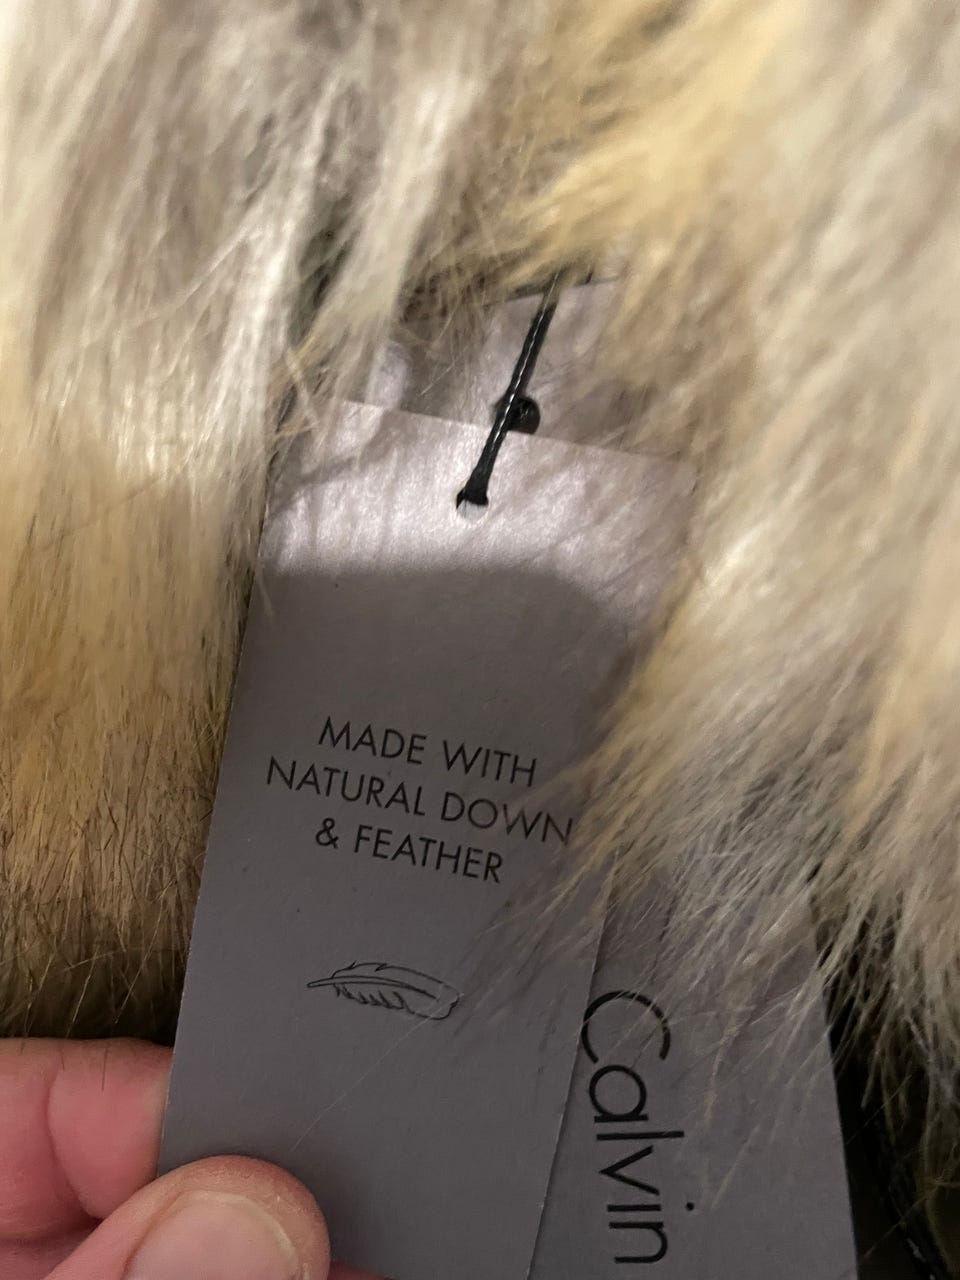 MADE WITH
NATURAL DOWN
& FEATHER
Calvin